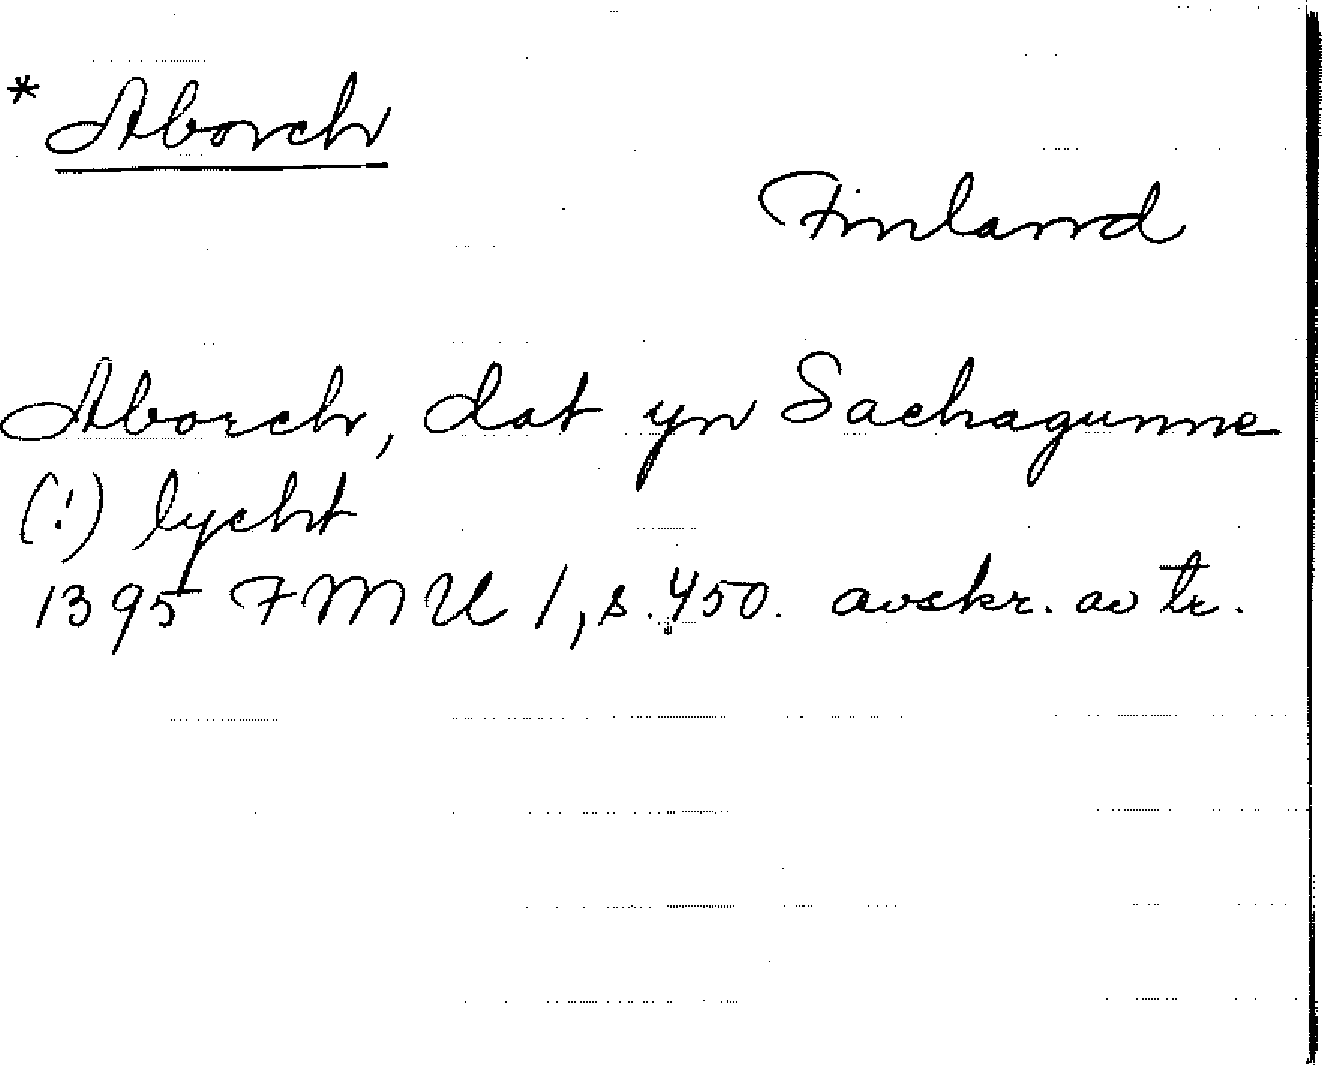 * Aborch
Finland
Aborch, dat yn Sachagunne
(!) lycht
1395 FMU 1, s. 450. avskr. av tr.